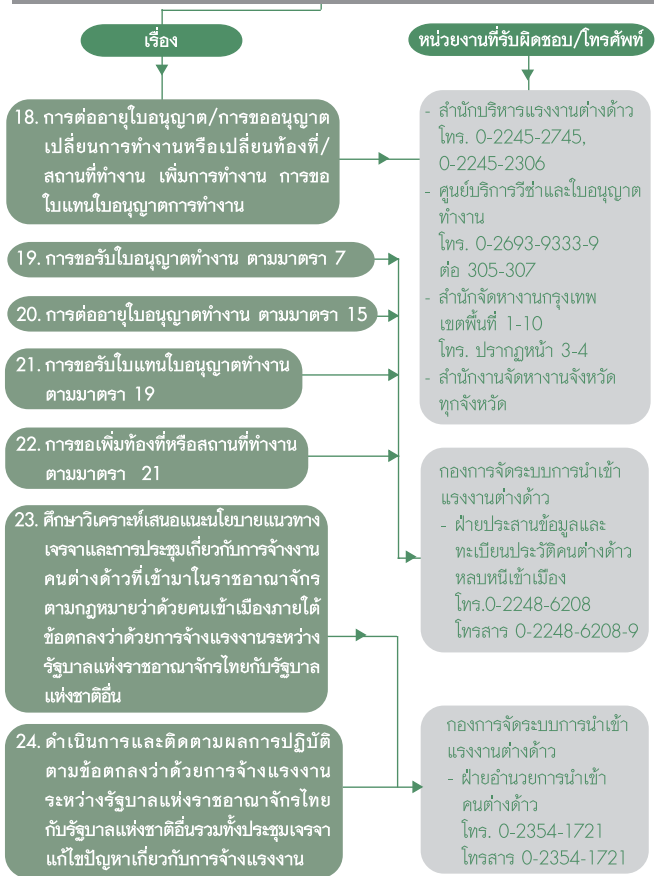 เรื่อง
หน่วยงานที่รับผิดชอบ/โทรศัพท์
18. การต่ออายุใบอนุญาต/การขออนุญาต
เปลี่ยนการทำงานหรือเปลี่ยนท้องที่/
สถานที่ทำงาน เพิ่มการทำงาน การขอ
ใบแทนใบอนุญาตการทำงาน
- สำนักบริหารแรงงานต่างด้าว
โทร. 0-2245-2745,
0-2245-2306
- ศูนย์บริการวีซ่าและใบอนุญาต
ทำงาน
โทร. 0-2693-9333-9
ต่อ 305-307
- สำนักจัดหางานกรุงเทพ
เขตพื้นที่ 1-10
โทร. ปรากฏหน้า 3-4
- สำนักงานจัดหางานจังหวัด
ทุกจังหวัด
19. การขอรับใบอนุญาตทำงาน ตามมาตรา 7
20. การต่ออายุใบอนุญาตทำงาน ตามมาตรา 15
21. การขอรับใบแทนใบอนุญาตทำงาน
ตามมาตรา 19
22. การขอเพิ่มท้องที่หรือสถานที่ทำงาน
ตามมาตรา 21
กองการจัดระบบการนำเข้า
แรงงานต่างด้าว
- ฝ่ายประสานข้อมูลและ
ทะเบียนประวัติคนต่างด้าว
หลบหนีเข้าเมือง
โทร.0-2248-6208
โทรสาร 0-2248-6208-9
23. ศึกษาวิเคราะห์เสนอแนะนโยบายแนวทาง
เจรจาและการประชุมเกี่ยวกับการจ้างงาน
คนต่างด้าวที่เข้ามาในราชอาณาจักร
ตามกฎหมายว่าด้วยคนเข้าเมืองภายใต้
ข้อตกลงว่าด้วยการจ้างแรงงานระหว่าง
รัฐบาลแห่งราชอาณาจักรไทยกับรัฐบาล
แห่งชาติอื่น
24. ดำเนินการและติดตามผลการปฏิบัติ
ตามข้อตกลงว่าด้วยการจ้างแรงงาน
ระหว่างรัฐบาลแห่งราชอาณาจักรไทย
กับรัฐบาลแห่งชาติอื่นรวมทั้งประชุมเจรจา
แก้ไขปัญหาเกี่ยวกับการจ้างแรงงาน
กองการจัดระบบการนำเข้า
แรงงานต่างด้าว
- ฝ่ายอำนวยการนำเข้า
คนต่างด้าว
โทร. 0-2354-1721
โทรสาร 0-2354-1721